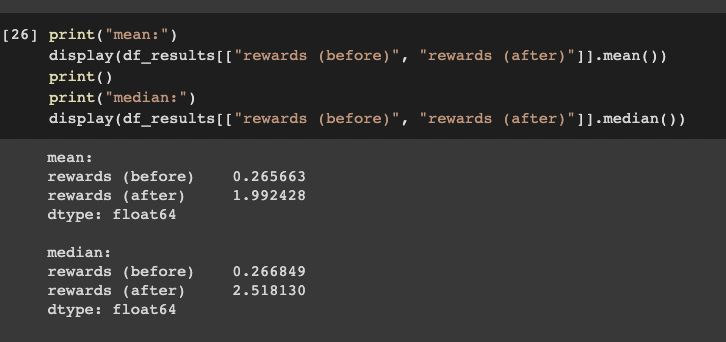 [26] print("mean:")
display(df_results[["rewards (before)", "rewards (after)"]].mean())
print()
print("median:")
display(df_results[["rewards (before)", "rewards (after)"]].median())
mean:
rewards (before)    0.265663
rewards (after)     1.992428
dtype: float64
median:
rewards (before)    0.266849
rewards (after)     2.518130
dtype: float64